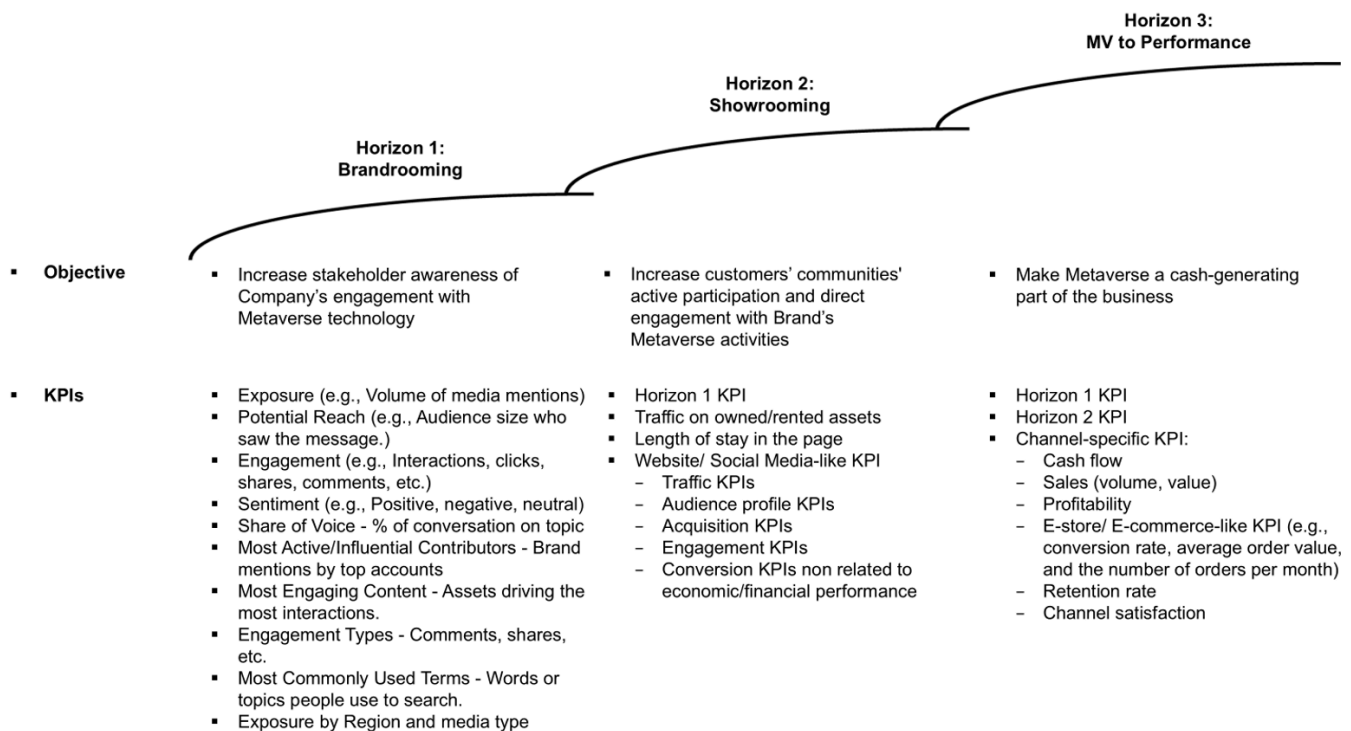 Horizon 3:
MV to Performance
Horizon 2:
Showrooming
Horizon 1:
Brandrooming
▪ Objective
▪ Increase stakeholder awareness of
Company’s engagement with
Metaverse technology
▪ Increase customers’ communities'
active participation and direct
engagement with Brand’s
Metaverse activities
▪ Make Metaverse a cash-generating
part of the business
▪ KPIs
▪ Exposure (e.g., Volume of media mentions)
▪ Potential Reach (e.g., Audience size who
saw the message.)
▪ Engagement (e.g., Interactions, clicks,
shares, comments, etc.)
▪ Sentiment (e.g., Positive, negative, neutral)
▪ Share of Voice - % of conversation on topic
▪ Most Active/Influential Contributors - Brand
mentions by top accounts
▪ Most Engaging Content - Assets driving the
most interactions.
▪ Engagement Types - Comments, shares,
etc.
▪ Most Commonly Used Terms - Words or
topics people use to search.
▪ Exposure by Region and media type
▪ Horizon 1 KPI
▪ Traffic on owned/rented assets
▪ Length of stay in the page
▪ Website/ Social Media-like KPI
− Traffic KPIs
− Audience profile KPIs
− Acquisition KPIs
− Engagement KPIs
− Conversion KPIs non related to
economic/financial performance
▪ Horizon 1 KPI
▪ Horizon 2 KPI
▪ Channel-specific KPI:
− Cash flow
− Sales (volume, value)
− Profitability
− E-store/ E-commerce-like KPI (e.g.,
conversion rate, average order value,
and the number of orders per month)
− Retention rate
− Channel satisfaction